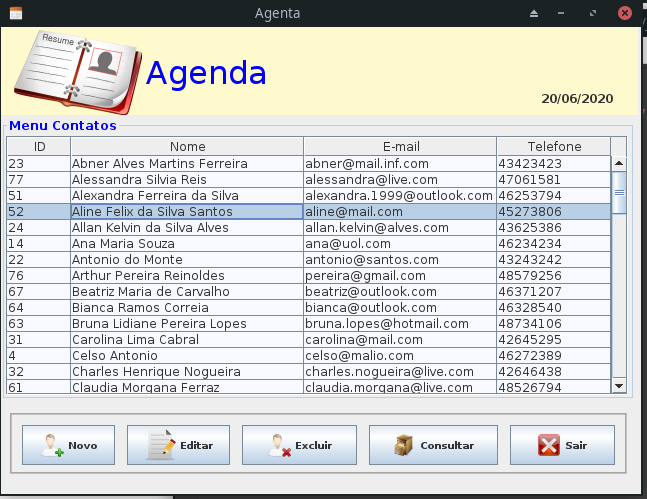 Agenta
Resume
Agenda
20/06/2020
Menu Contatos
ID Nome E-mail Telefone
23 Abner Alves Martins Ferreira abner@mail.inf.com 43423423
77 Alessandra Silvia Reis alessandra@live.com 47061581
51 Alexandra Ferreira da Silva alexandra.1999@outlook.com 46253794
52 Aline Felix da Silva Santos aline@mail.com 45273806
24 Allan Kelvin da Silva Alves allan.kelvin@alves.com 43625386
14 Ana Maria Souza ana@uol.com 46234234
22 Antonio do Monte antonio@santos.com 43243242
76 Arthur Pereira Reinoldes pereira@gmail.com 48579256
67 Beatriz Maria de Carvalho beatriz@outlook.com 46371207
64 Bianca Ramos Correia bianca@outlook.com 46328540
63 Bruna Lidiane Pereira Lopes bruna.lopes@hotmail.com 48734106
31 Carolina Lima Cabral carolina@mail.com 42645295
4 Celso Antonio celso@malio.com 46272389
32 Charles Henrique Nogueira charles.nogueira@live.com 42646438
61 Claudia Morgana Ferraz claudia.morgana@live.com 48526794
Novo Editar Excluir Consultar Sair